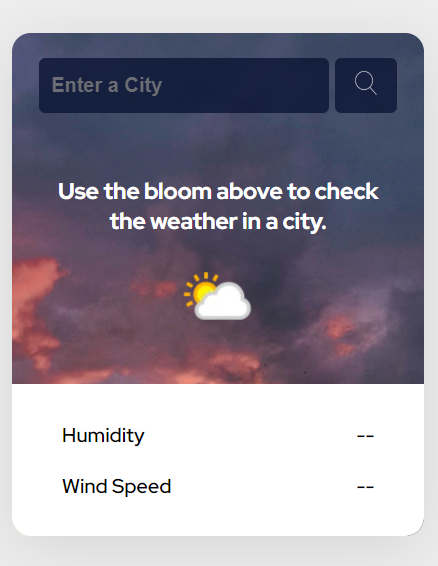 Enter a City
Use the bloom above to check
the weather in a city.
Humidity --
Wind Speed --